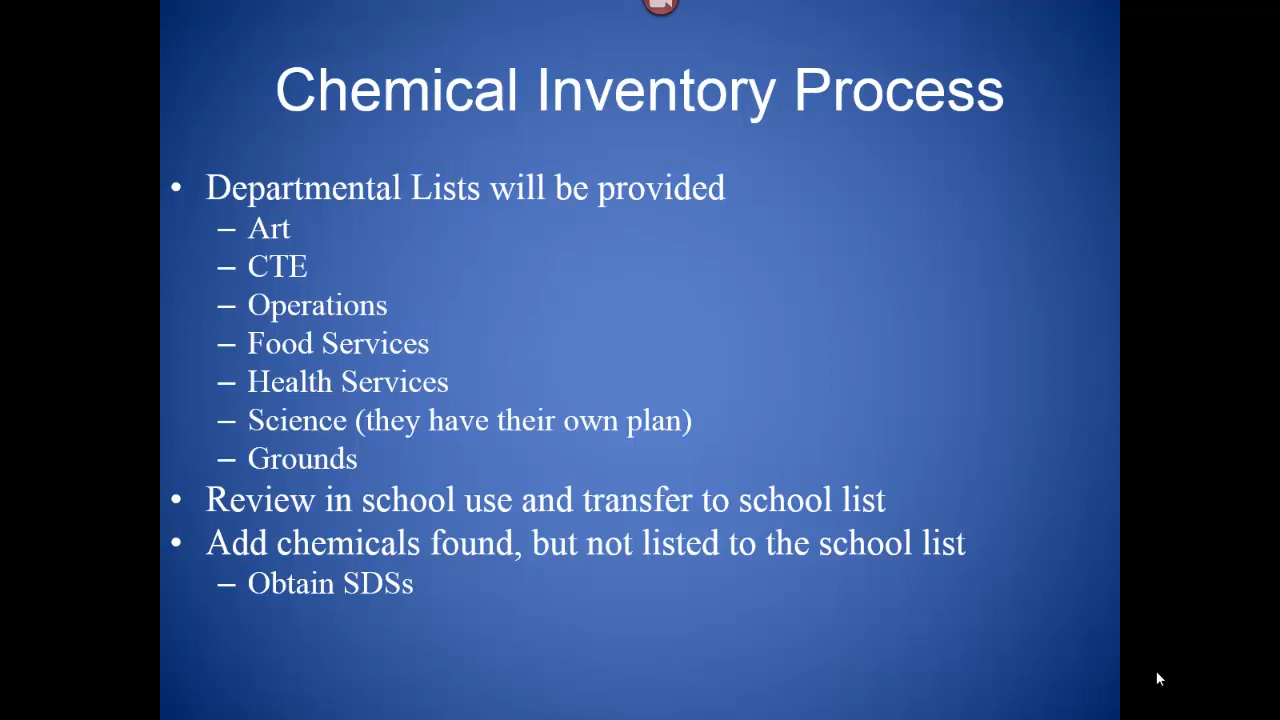 Chemical Inventory Process
• Departmental Lists will be provided
– Art
– CTE
– Operations
– Food Services
– Health Services
– Science (they have their own plan)
– Grounds
• Review in school use and transfer to school list
• Add chemicals found, but not listed to the school list
– Obtain SDSs